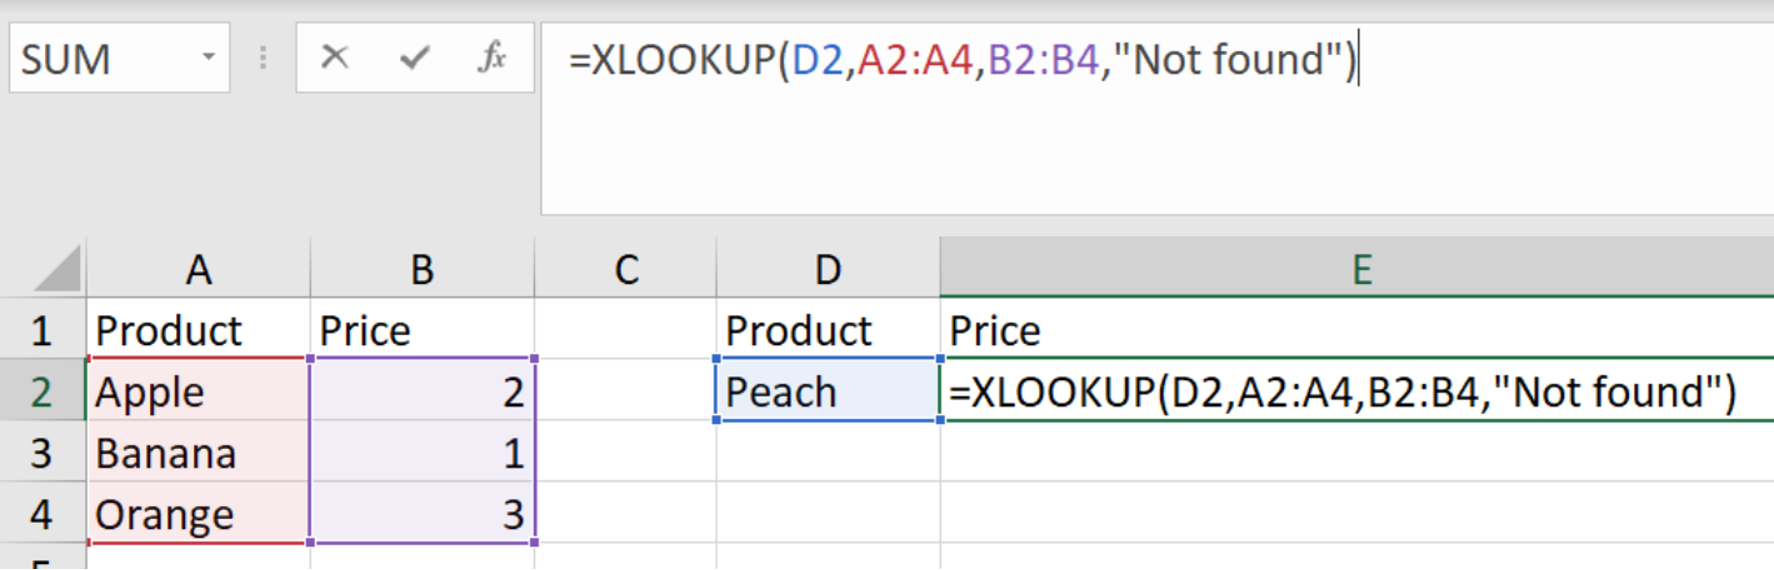 SUM fx =XLOOKUP(D2,A2:A4,B2:B4,"Not found")
A B C D E
1 Product Price Product Price
2 Apple 2 Peach =XLOOKUP(D2,A2:A4,B2:B4,"Not found")
3 Banana 1
4 Orange 3